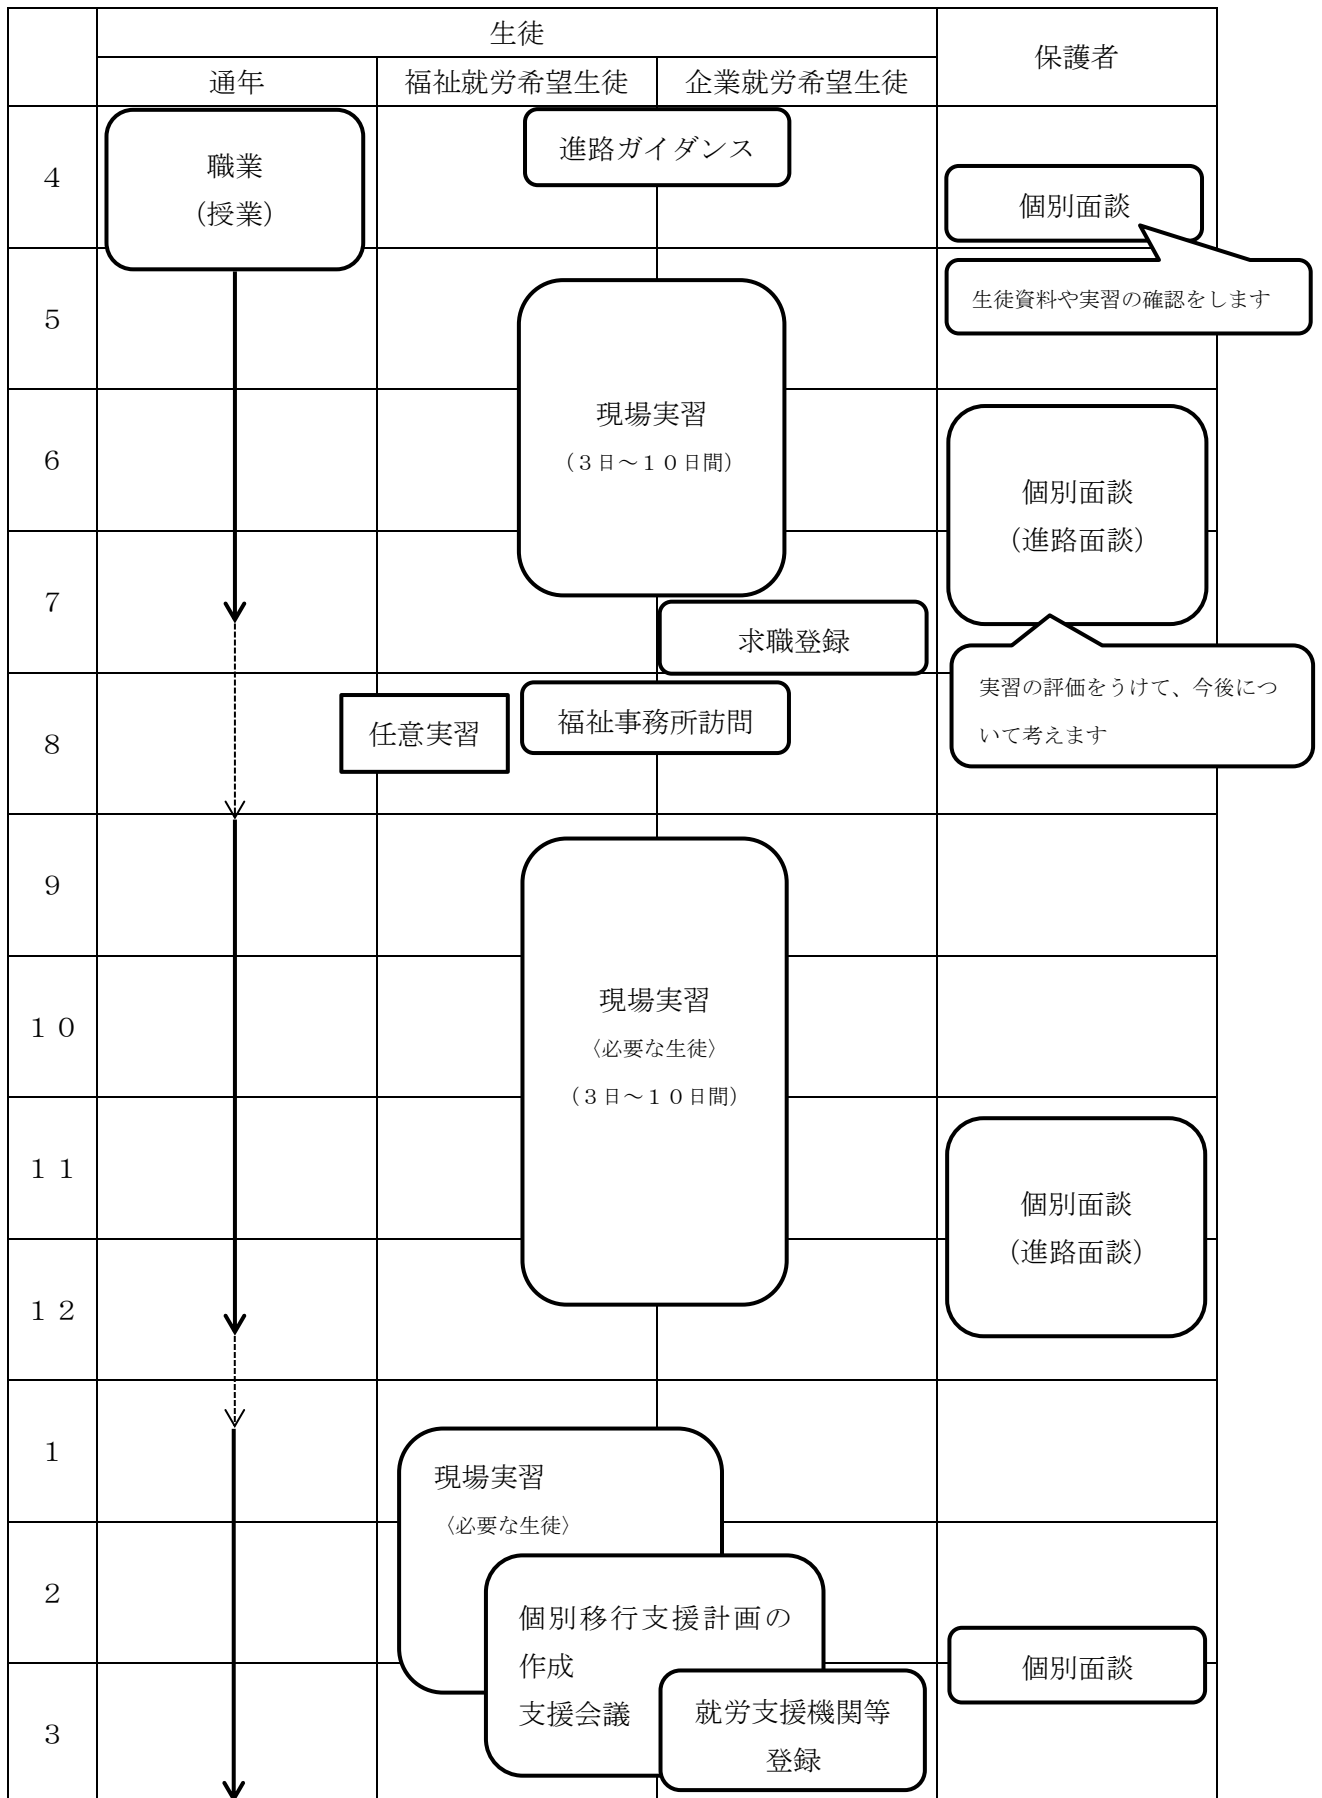 生徒
保護者
通年
福祉就労希望生徒
企業就労希望生徒
４
職業
（授業）
進路ガイダンス
個別面談
生徒資料や実習の確認をします
５
現場実習
（３日～１０日間）
６
個別面談
（進路面談）
７
求職登録
実習の評価をうけて、今後につ
いて考えます
８
任意実習
福祉事務所訪問
９
現場実習
〈必要な生徒〉
（３日～１０日間）
１０
１１
個別面談
（進路面談）
１２
１
現場実習
〈必要な生徒〉
２
個別移行支援計画の
作成
支援会議
個別面談
３
就労支援機関等
登録